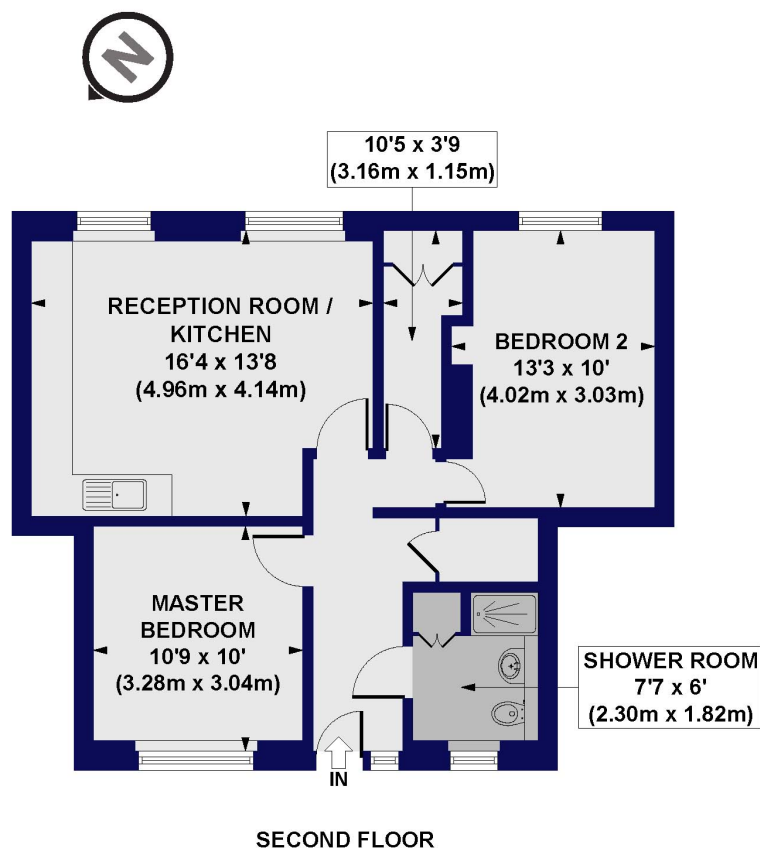 N
10'5 x 3'9
(3.16m x 1.15m)
RECEPTION ROOM /
KITCHEN
16'4 x 13'8
(4.96m x 4.14m)
BEDROOM 2
13'3 x 10'
(4.02m x 3.03m)
MASTER
BEDROOM
10'9 x 10'
(3.28m x 3.04m)
SHOWER ROOM
7'7 x 6'
(2.30m x 1.82m)
IN
SECOND FLOOR